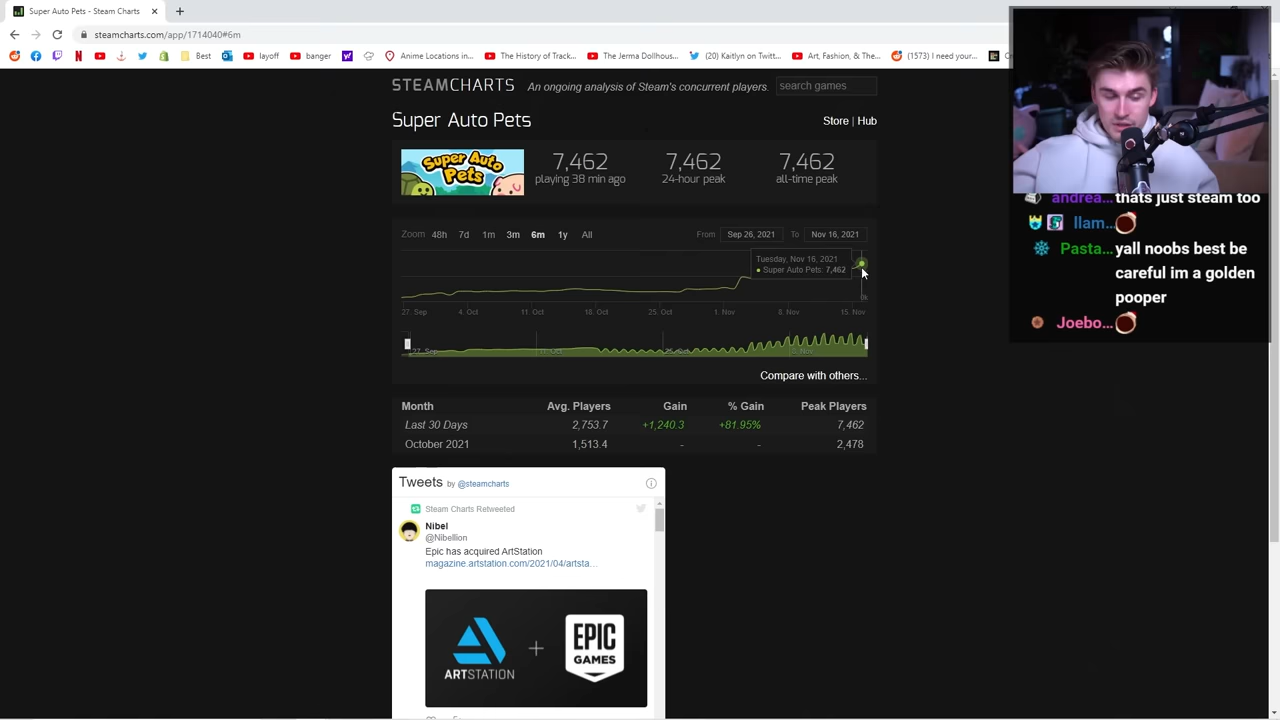 Super Auto Pets - Steam Charts
steamcharts.com/app/1714040#6m
Best
layoff
banger
Anime Locations in...
The History of Track...
The Jerma Dollhous...
(20) Kaitlyn on Twitt...
Art, Fashion, & The...
(1573) I need your...
STEAMCHARTS
An ongoing analysis of Steam's concurrent players.
search games
Super Auto Pets
Store | Hub
Super Auto Pets
7,462
playing 38 min ago
7,462
24-hour peak
7,462
all-time peak
Zoom 48h 7d 1m 3m 6m 1y All
From Sep 26, 2021 To Nov 16, 2021
Tuesday, Nov 16, 2021
● Super Auto Pets: 7,462
0k
27. Sep 4. Oct 11. Oct 18. Oct 25. Oct 1. Nov 8. Nov 15. Nov
Compare with others...
Month Avg. Players Gain % Gain Peak Players
Last 30 Days 2,753.7 +1,240.3 +81.95% 7,462
October 2021 1,513.4 - - 2,478
Tweets by @steamcharts
Steam Charts Retweeted
Nibel
@Nibellion
Epic has acquired ArtStation
magazine.artstation.com/2021/04/artsta...
ARTSTATION
+
EPIC
GAMES
andrea... thats just steam too
llam...
Pasta... yall noobs best be
careful im a golden
pooper
Joebo...